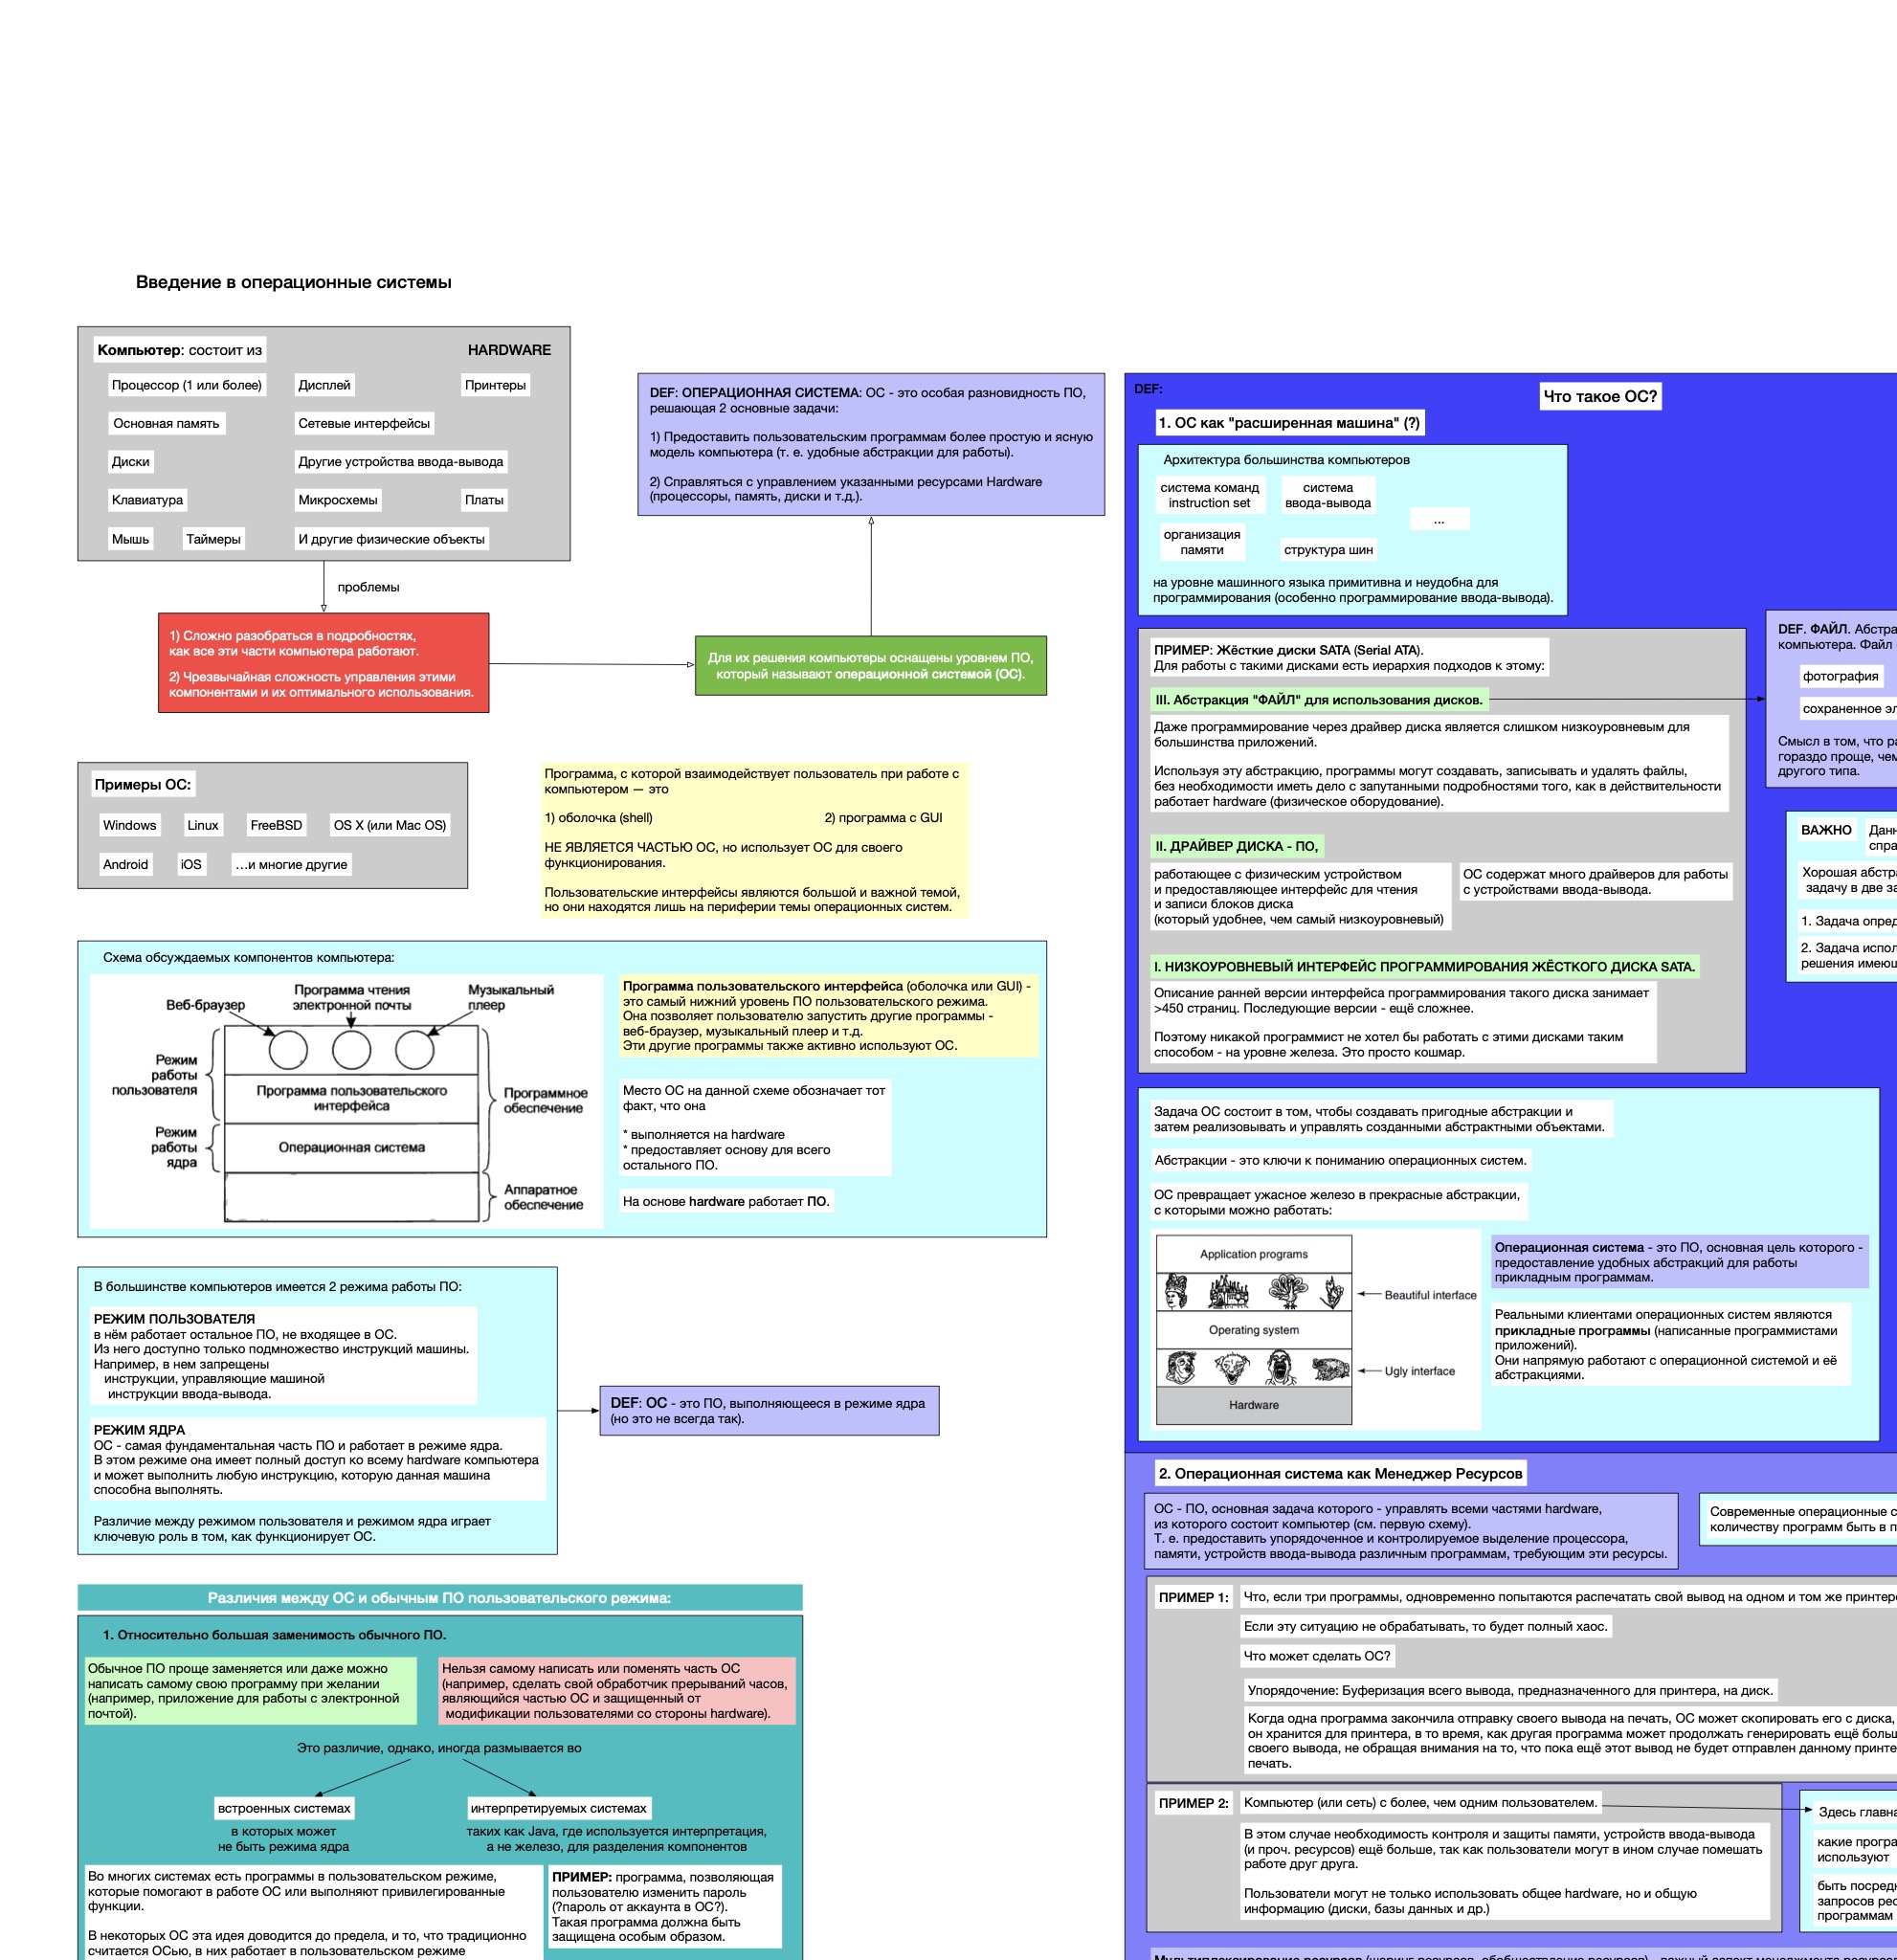 Введение в операционные системы
Компьютер: состоит из
HARDWARE
Процессор (1 или более)
Дисплей
Принтеры
Основная память
Сетевые интерфейсы
Диски
Другие устройства ввода-вывода
Клавиатура
Микросхемы
Платы
Мышь
Таймеры
И другие физические объекты
проблемы
1) Сложно разобраться в подробностях,
как все эти части компьютера работают.
2) Чрезвычайная сложность управления этими
компонентами и их оптимального использования.
Для их решения компьютеры оснащены уровнем ПО,
который называют операционной системой (ОС).
DEF: ОПЕРАЦИОННАЯ СИСТЕМА: ОС - это особая разновидность ПО,
решающая 2 основные задачи:
1) Предоставить пользовательским программам более простую и ясную
модель компьютера (т. е. удобные абстракции для работы).
2) Справляться с управлением указанными ресурсами Hardware
(процессоры, память, диски и т.д.).
Примеры ОС:
Windows
Linux
FreeBSD
OS X (или Mac OS)
Android
iOS
...и многие другие
Программа, с которой взаимодействует пользователь при работе с
компьютером — это
1) оболочка (shell)
2) программа с GUI
НЕ ЯВЛЯЕТСЯ ЧАСТЬЮ ОС, но использует ОС для своего
функционирования.
Пользовательские интерфейсы являются большой и важной темой,
но они находятся лишь на периферии темы операционных систем.
Схема обсуждаемых компонентов компьютера:
Веб-браузер
Программа чтения
электронной почты
Музыкальный
плеер
Режим
работы
пользователя
Программа пользовательского
интерфейса
Программное
обеспечение
Режим
работы
ядра
Операционная система
Аппаратное
обеспечение
Программа пользовательского интерфейса (оболочка или GUI) -
это самый нижний уровень ПО пользовательского режима.
Она позволяет пользователю запустить другие программы -
веб-браузер, музыкальный плеер и т.д.
Эти другие программы также активно используют ОС.
Место ОС на данной схеме обозначает тот
факт, что она
* выполняется на hardware
* предоставляет основу для всего
остального ПО.
На основе hardware работает ПО.
В большинстве компьютеров имеется 2 режима работы ПО:
РЕЖИМ ПОЛЬЗОВАТЕЛЯ
в нём работает остальное ПО, не входящее в ОС.
Из него доступно только подмножество инструкций машины.
Например, в нем запрещены
инструкции, управляющие машиной
инструкции ввода-вывода.
РЕЖИМ ЯДРА
ОС - самая фундаментальная часть ПО и работает в режиме ядра.
В этом режиме она имеет полный доступ ко всему hardware компьютера
и может выполнить любую инструкцию, которую данная машина
способна выполнять.
Различие между режимом пользователя и режимом ядра играет
ключевую роль в том, как функционирует ОС.
DEF: ОС - это ПО, выполняющееся в режиме ядра
(но это не всегда так).
Различия между ОС и обычным ПО пользовательского режима:
1. Относительно большая заменимость обычного ПО.
Обычное ПО проще заменяется или даже можно
написать самому свою программу при желании
(например, приложение для работы с электронной
почтой).
Нельзя самому написать или поменять часть ОС
(например, сделать свой обработчик прерываний часов,
являющийся частью ОС и защищенный от
модификации пользователями со стороны hardware).
Это различие, однако, иногда размывается во
встроенных системах
интерпретируемых системах
в которых может
не быть режима ядра
таких как Java, где используется интерпретация,
а не железо, для разделения компонентов
Во многих системах есть программы в пользовательском режиме,
которые помогают в работе ОС или выполняют привилегированные
функции.
В некоторых ОС эта идея доводится до предела, и то, что традиционно
считается ОСью, в них работает в пользовательском режиме
ПРИМЕР: программа, позволяющая
пользователю изменить пароль
(?пароль от аккаунта в ОС?).
Такая программа должна быть
защищена особым образом.
DEF:
Что такое ОС?
1. ОС как "расширенная машина" (?)
Архитектура большинства компьютеров
система команд
instruction set
система
ввода-вывода
...
организация
памяти
структура шин
на уровне машинного языка примитивна и неудобна для
программирования (особенно программирование ввода-вывода).
ПРИМЕР: Жёсткие диски SATA (Serial ATA).
Для работы с такими дисками есть иерархия подходов к этому:
III. Абстракция "ФАЙЛ" для использования дисков.
Даже программирование через драйвер диска является слишком низкоуровневым для
большинства приложений.
Используя эту абстракцию, программы могут создавать, записывать и удалять файлы,
без необходимости иметь дело с запутанными подробностями того, как в действительности
работает hardware (физическое оборудование).
II. ДРАЙВЕР ДИСКА - ПО,
работающее с физическим устройством
и предоставляющее интерфейс для чтения
и записи блоков диска
(который удобнее, чем самый низкоуровневый)
ОС содержат много драйверов для работы
с устройствами ввода-вывода.
I. НИЗКОУРОВНЕВЫЙ ИНТЕРФЕЙС ПРОГРАММИРОВАНИЯ ЖЁСТКОГО ДИСКА SATA.
Описание ранней версии интерфейса программирования такого диска занимает
>450 страниц. Последующие версии - ещё сложнее.
Поэтому никакой программист не хотел бы работать с этими дисками таким
способом - на уровне железа. Это просто кошмар.
DEF. ФАЙЛ. Абстра
компьютера. Файл
фотография
сохраненное эл
Смысл в том, что ра
гораздо проще, чем
другого типа.
ВАЖНО
Данн
спра
Хорошая абстра
задачу в две за
1. Задача опред
2. Задача испол
решения имеющ
Задача ОС состоит в том, чтобы создавать пригодные абстракции и
затем реализовывать и управлять созданными абстрактными объектами.
Абстракции - это ключи к пониманию операционных систем.
ОС превращает ужасное железо в прекрасные абстракции,
с которыми можно работать:
Application programs
Beautiful interface
Operating system
Ugly interface
Hardware
Операционная система - это ПО, основная цель которого -
предоставление удобных абстракций для работы
прикладным программам.
Реальными клиентами операционных систем являются
прикладные программы (написанные программистами
приложений).
Они напрямую работают с операционной системой и её
абстракциями.
2. Операционная система как Менеджер Ресурсов
ОС - ПО, основная задача которого - управлять всеми частями hardware,
из которого состоит компьютер (см. первую схему).
Т. е. предоставить упорядоченное и контролируемое выделение процессора,
памяти, устройств ввода-вывода различным программам, требующим эти ресурсы.
Современные операционные с
количеству программ быть в п
ПРИМЕР 1:
Что, если три программы, одновременно попытаются распечатать свой вывод на одном и том же принтер
Если эту ситуацию не обрабатывать, то будет полный хаос.
Что может сделать ОС?
Упорядочение: Буферизация всего вывода, предназначенного для принтера, на диск.
Когда одна программа закончила отправку своего вывода на печать, ОС может скопировать его с диска,
он хранится для принтера, в то время, как другая программа может продолжать генерировать ещё больш
своего вывода, не обращая внимания на то, что пока ещё этот вывод не будет отправлен данному принте
печать.
ПРИМЕР 2:
Компьютер (или сеть) с более, чем одним пользователем.
В этом случае необходимость контроля и защиты памяти, устройств ввода-вывода
(и проч. ресурсов) ещё больше, так как пользователи могут в ином случае помешать
работе друг друга.
Пользователи могут не только использовать общее hardware, но и общую
информацию (диски, базы данных и др.)
Здесь главна
какие програ
используют
быть посредн
запросов рес
программам